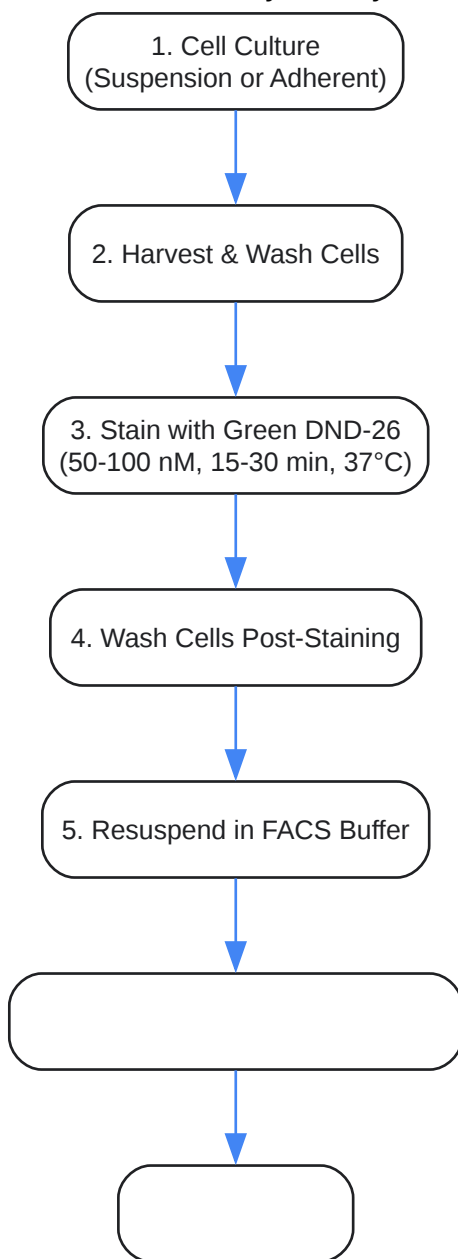 1. Cell Culture
(Suspension or Adherent)
2. Harvest & Wash Cells
3. Stain with Green DND-26
(50-100 nM, 15-30 min, 37°C)
4. Wash Cells Post-Staining
5. Resuspend in FACS Buffer